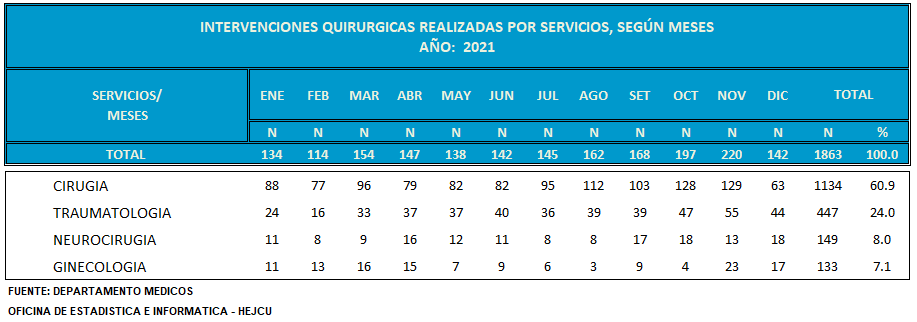 INTERVENCIONES QUIRURGICAS REALIZADAS POR SERVICIOS, SEGÚN MESES
AÑO: 2021
SERVICIOS/ MESES ENE FEB MAR ABR MAY JUN JUL AGO SET OCT NOV DIC TOTAL
N N N N N N N N N N N N N %
TOTAL 134 114 154 147 138 142 145 162 168 197 220 142 1863 100.0
CIRUGIA 88 77 96 79 82 82 95 112 103 128 129 63 1134 60.9
TRAUMATOLOGIA 24 16 33 37 37 40 36 39 39 47 55 44 447 24.0
NEUROCIRUGIA 11 8 9 16 12 11 8 8 17 18 13 18 149 8.0
GINECOLOGIA 11 13 16 15 7 9 6 3 9 4 23 17 133 7.1
FUENTE: DEPARTAMENTO MEDICOS
OFICINA DE ESTADISTICA E INFORMATICA - HEJCU